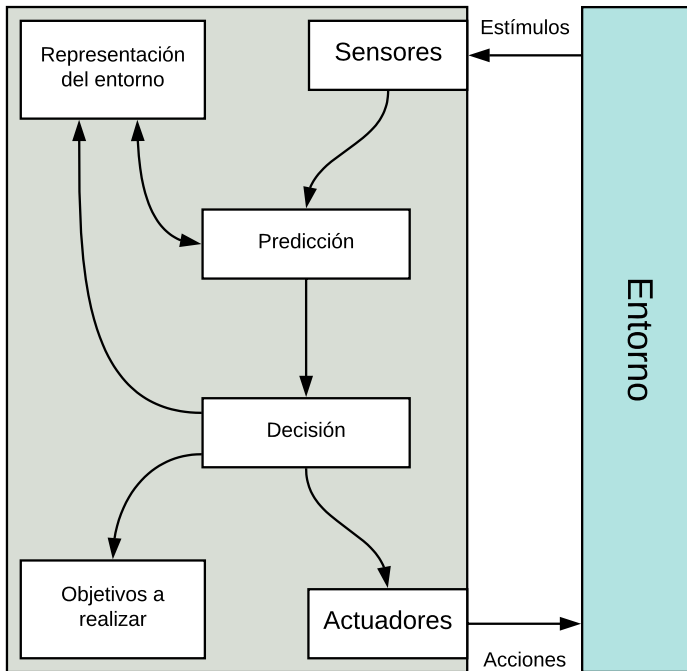 Representación
del entorno
Sensores
Estímulos
Predicción
Entorno
Decisión
Objetivos a
realizar
Actuadores
Acciones